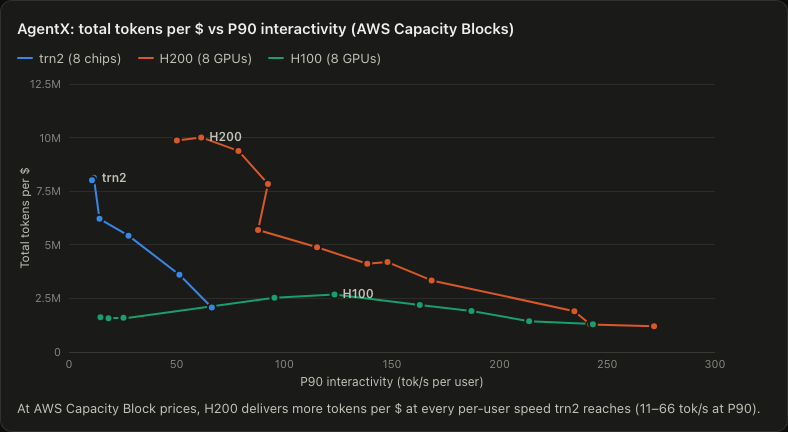 AgentX: total tokens per $ vs P90 interactivity (AWS Capacity Blocks)
trn2 (8 chips) H200 (8 GPUs) H100 (8 GPUs)
12.5M
10M
7.5M
5M
2.5M
0
Total tokens per $
H200
trn2
H100
0 50 100 150 200 250 300
P90 interactivity (tok/s per user)
At AWS Capacity Block prices, H200 delivers more tokens per $ at every per-user speed trn2 reaches (11–66 tok/s at P90).